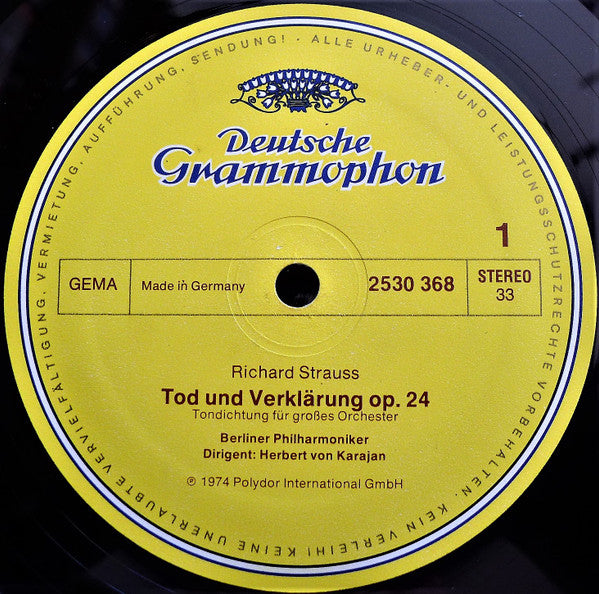 ALLE URHEBER- UND LEISTUNGSSCHUTZRECHTE VORBEHALTEN. KEIN VERLEIH! KEINE UNERLAUBTE VERVIELFÄLTIGUNG, VERMIETUNG, AUFFÜHRUNG, SENDUNG! ·
Deutsche
Grammophon
1
GEMA
Made in Germany
2530 368
STEREO
33
Richard Strauss
Tod und Verklärung op. 24
Tondichtung für großes Orchester
Berliner Philharmoniker
Dirigent: Herbert von Karajan
℗ 1974 Polydor International GmbH